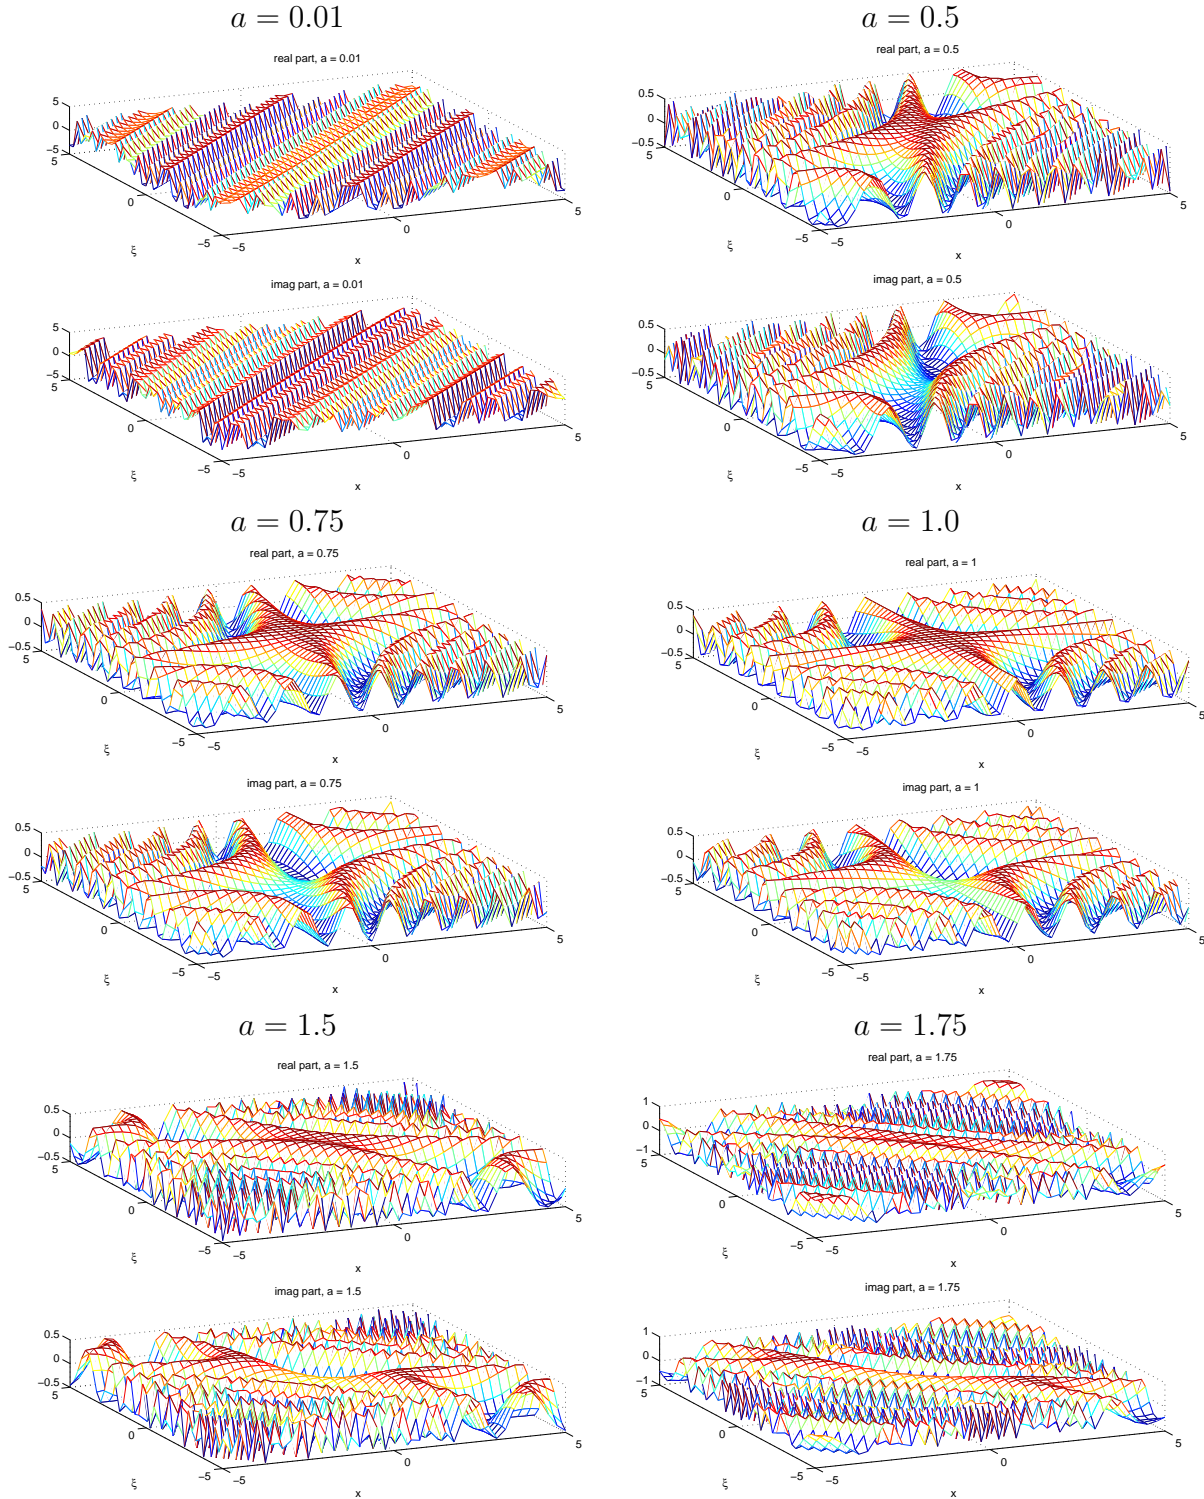 a = 0.01
real part, a = 0.01
5
0
−5
5
0
−5
ξ
−5
0
5
x
imag part, a = 0.01
5
0
−5
5
0
−5
ξ
−5
0
5
x
a = 0.5
real part, a = 0.5
0.5
0
−0.5
5
0
−5
ξ
−5
0
5
x
imag part, a = 0.5
0.5
0
−0.5
5
0
−5
ξ
−5
0
5
x
a = 0.75
real part, a = 0.75
0.5
0
−0.5
5
0
−5
ξ
−5
0
5
x
imag part, a = 0.75
0.5
0
−0.5
5
0
−5
ξ
−5
0
5
x
a = 1.0
real part, a = 1
0.5
0
−0.5
5
0
−5
ξ
−5
0
5
x
imag part, a = 1
0.5
0
−0.5
5
0
−5
ξ
−5
0
5
x
a = 1.5
real part, a = 1.5
0.5
0
−0.5
5
0
−5
ξ
−5
0
5
x
imag part, a = 1.5
0.5
0
−0.5
5
0
−5
ξ
−5
0
5
x
a = 1.75
real part, a = 1.75
1
0
−1
5
0
−5
ξ
−5
0
5
x
imag part, a = 1.75
1
0
−1
5
0
−5
ξ
−5
0
5
x